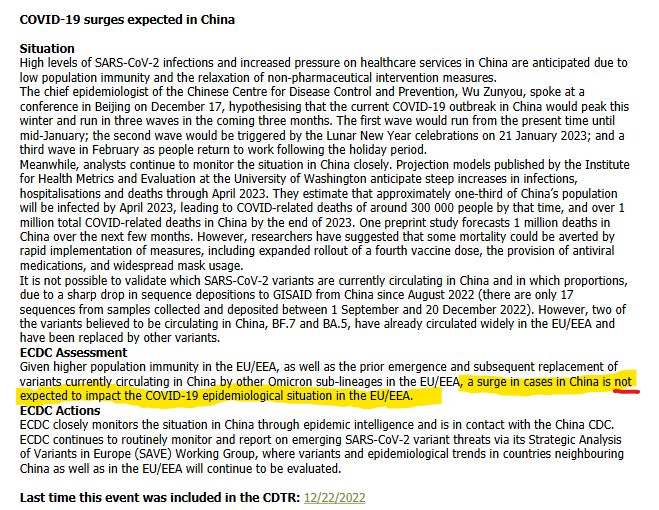 COVID-19 surges expected in China
Situation
High levels of SARS-CoV-2 infections and increased pressure on healthcare services in China are anticipated due to
low population immunity and the relaxation of non-pharmaceutical intervention measures.
The chief epidemiologist of the Chinese Centre for Disease Control and Prevention, Wu Zunyou, spoke at a
conference in Beijing on December 17, hypothesising that the current COVID-19 outbreak in China would peak this
winter and run in three waves in the coming three months. The first wave would run from the present time until
mid-January; the second wave would be triggered by the Lunar New Year celebrations on 21 January 2023; and a
third wave in February as people return to work following the holiday period.
Meanwhile, analysts continue to monitor the situation in China closely. Projection models published by the Institute
for Health Metrics and Evaluation at the University of Washington anticipate steep increases in infections,
hospitalisations and deaths through April 2023. They estimate that approximately one-third of China's population
will be infected by April 2023, leading to COVID-related deaths of around 300 000 people by that time, and over 1
million total COVID-related deaths in China by the end of 2023. One preprint study forecasts 1 million deaths in
China over the next few months. However, researchers have suggested that some mortality could be averted by
rapid implementation of measures, including expanded rollout of a fourth vaccine dose, the provision of antiviral
medications, and widespread mask usage.
It is not possible to validate which SARS-CoV-2 variants are currently circulating in China and in which proportions,
due to a sharp drop in sequence depositions to GISAID from China since August 2022 (there are only 17
sequences from samples collected and deposited between 1 September and 20 December 2022). However, two of
the variants believed to be circulating in China, BF.7 and BA.5, have already circulated widely in the EU/EEA and
have been replaced by other variants.
ECDC Assessment
Given higher population immunity in the EU/EEA, as well as the prior emergence and subsequent replacement of
variants currently circulating in China by other Omicron sub-lineages in the EU/EEA, a surge in cases in China is not
expected to impact the COVID-19 epidemiological situation in the EU/EEA.
ECDC Actions
ECDC closely monitors the situation in China through epidemic intelligence and is in contact with the China CDC.
ECDC continues to routinely monitor and report on emerging SARS-CoV-2 variant threats via its Strategic Analysis
of Variants in Europe (SAVE) Working Group, where variants and epidemiological trends in countries neighbouring
China as well as in the EU/EEA will continue to be evaluated.
Last time this event was included in the CDTR: 12/22/2022